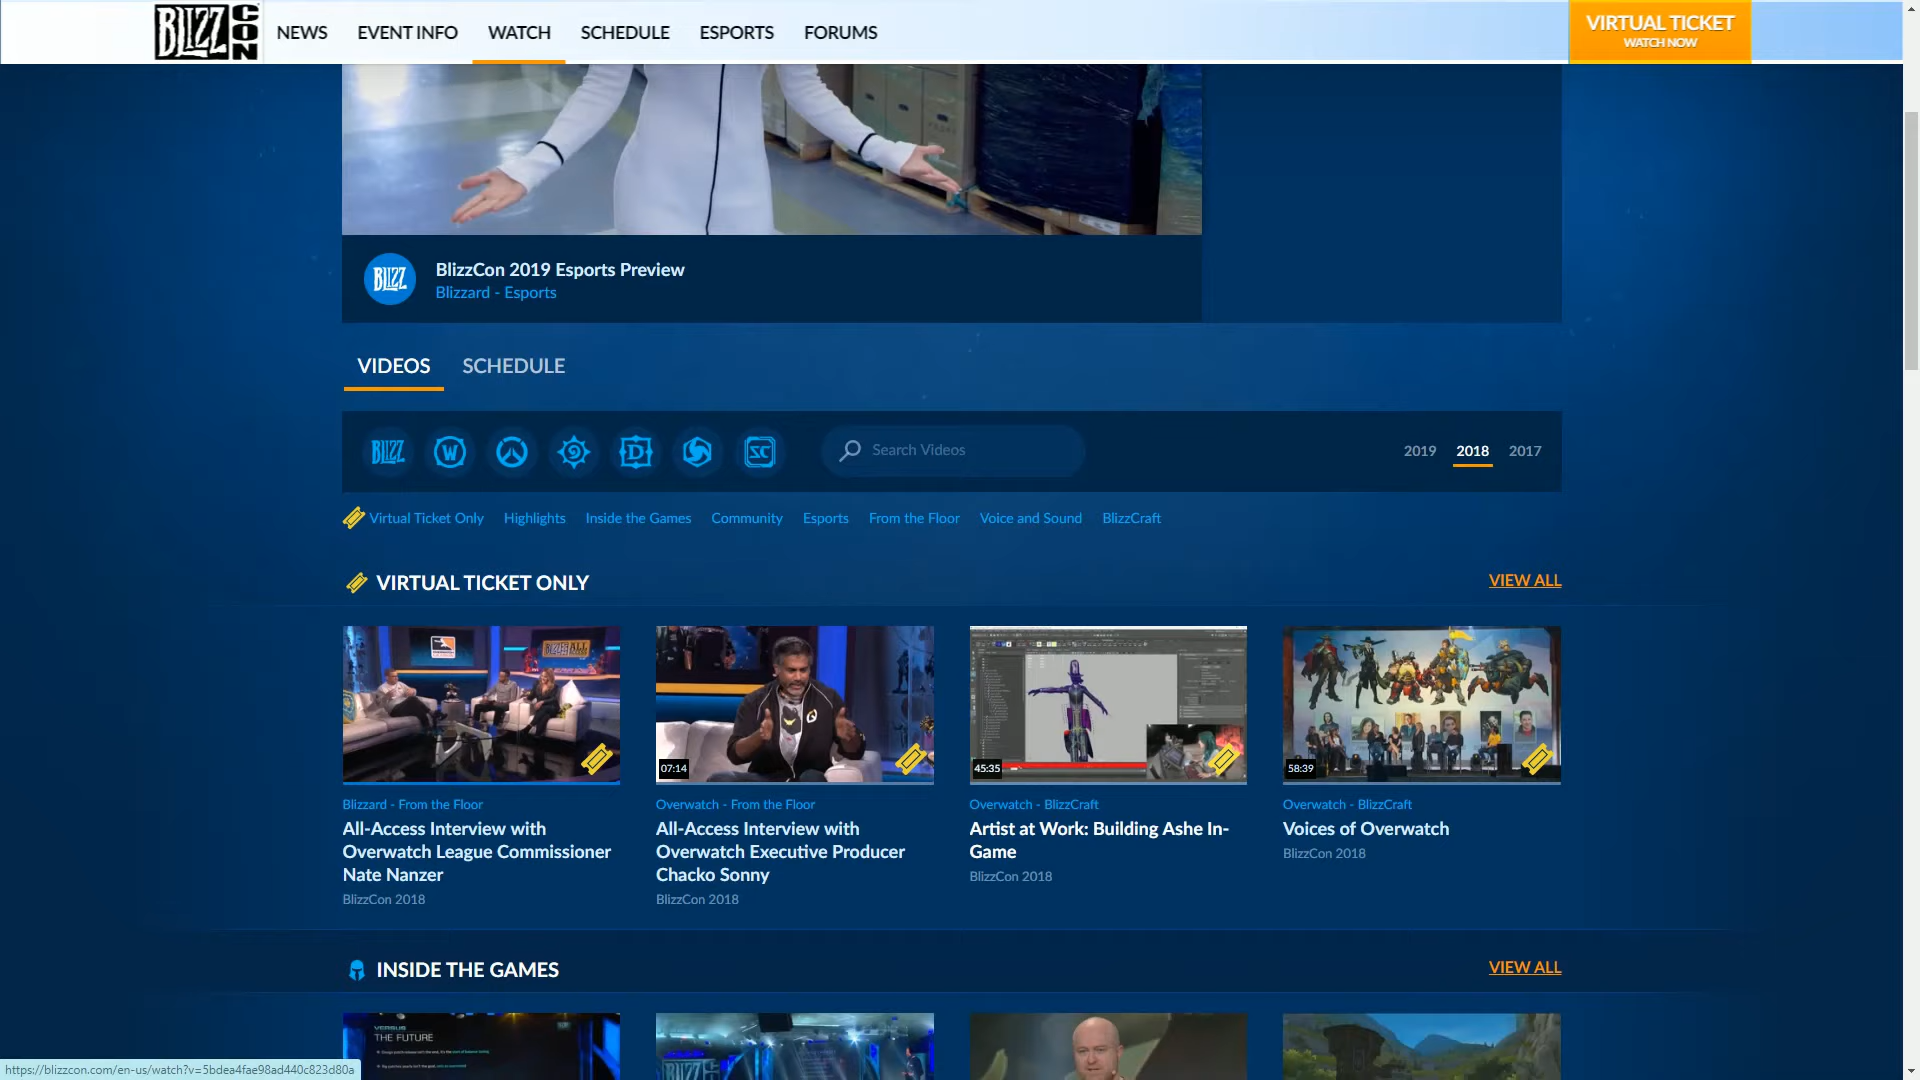 BLIZZ CON
NEWS EVENT INFO WATCH SCHEDULE ESPORTS FORUMS
VIRTUAL TICKET
WATCH NOW
BLIZZ
BlizzCon 2019 Esports Preview
Blizzard - Esports
VIDEOS SCHEDULE
BLIZZ W D SC Search Videos 2019 2018 2017
Virtual Ticket Only Highlights Inside the Games Community Esports From the Floor Voice and Sound BlizzCraft
VIRTUAL TICKET ONLY VIEW ALL
07:14 45:35 58:39
Blizzard - From the Floor
All-Access Interview with
Overwatch League Commissioner
Nate Nanzer
BlizzCon 2018
Overwatch - From the Floor
All-Access Interview with
Overwatch Executive Producer
Chacko Sonny
BlizzCon 2018
Overwatch - BlizzCraft
Artist at Work: Building Ashe In-
Game
BlizzCon 2018
Overwatch - BlizzCraft
Voices of Overwatch
BlizzCon 2018
INSIDE THE GAMES VIEW ALL
VERSUS
THE FUTURE
BLIZZ CON
https://blizzcon.com/en-us/watch?v=5bdea4fae98ad440c823d80a